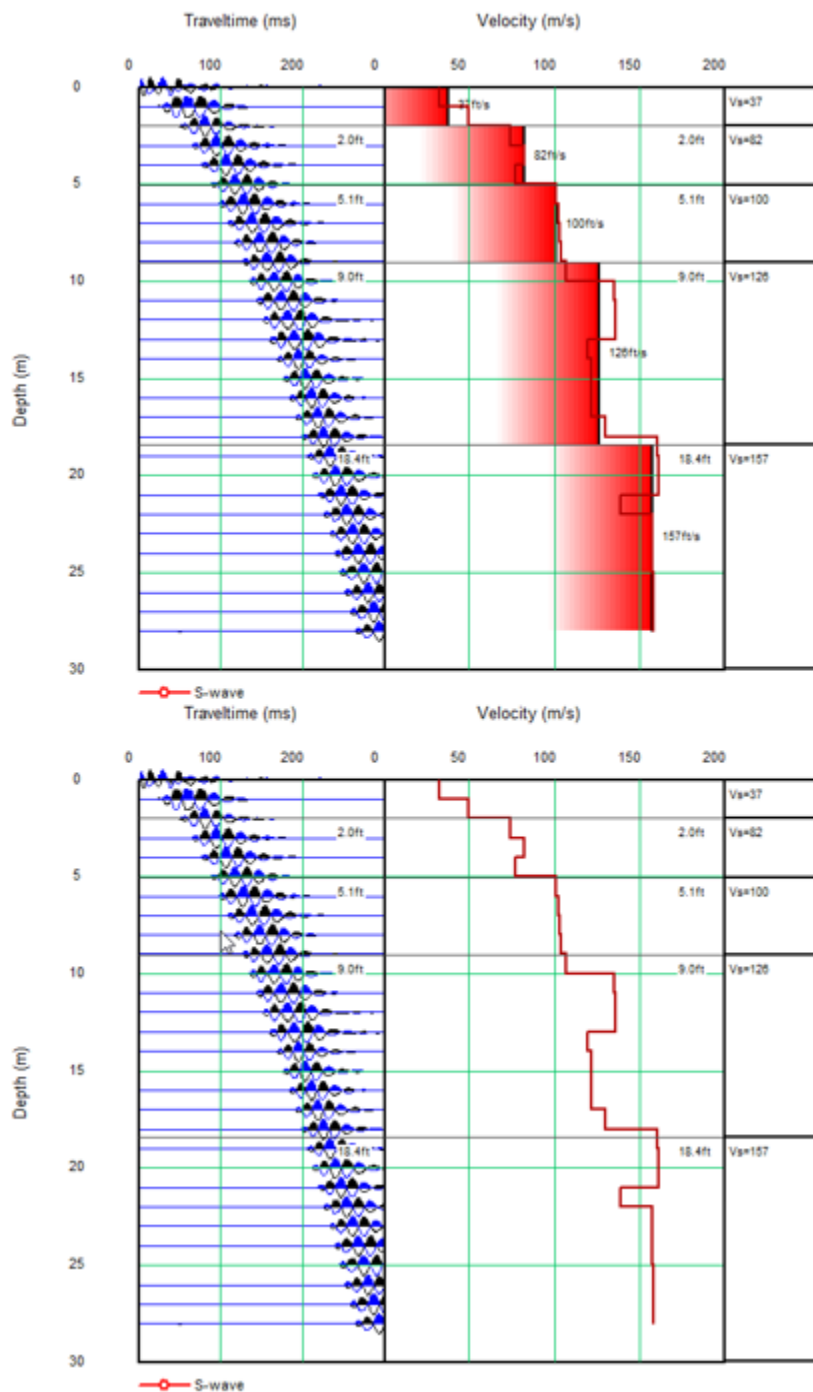 Traveltime (ms) Velocity (m/s)
0 100 200 0 50 100 150 200
0
37ft/s Vs=37
2.0ft 82ft/s 2.0ft Vs=82
5
5.1ft 100ft/s 5.1ft Vs=100
10 9.0ft 9.0ft Vs=126
126ft/s
15
Depth (m)
20 18.4ft 18.4ft Vs=157
157ft/s
25
30
S-wave
Traveltime (ms) Velocity (m/s)
0 100 200 0 50 100 150 200
0
Vs=37
2.0ft 2.0ft Vs=82
5
5.1ft 5.1ft Vs=100
10 9.0ft 9.0ft Vs=126
15
Depth (m)
20 18.4ft 18.4ft Vs=157
25
30
S-wave